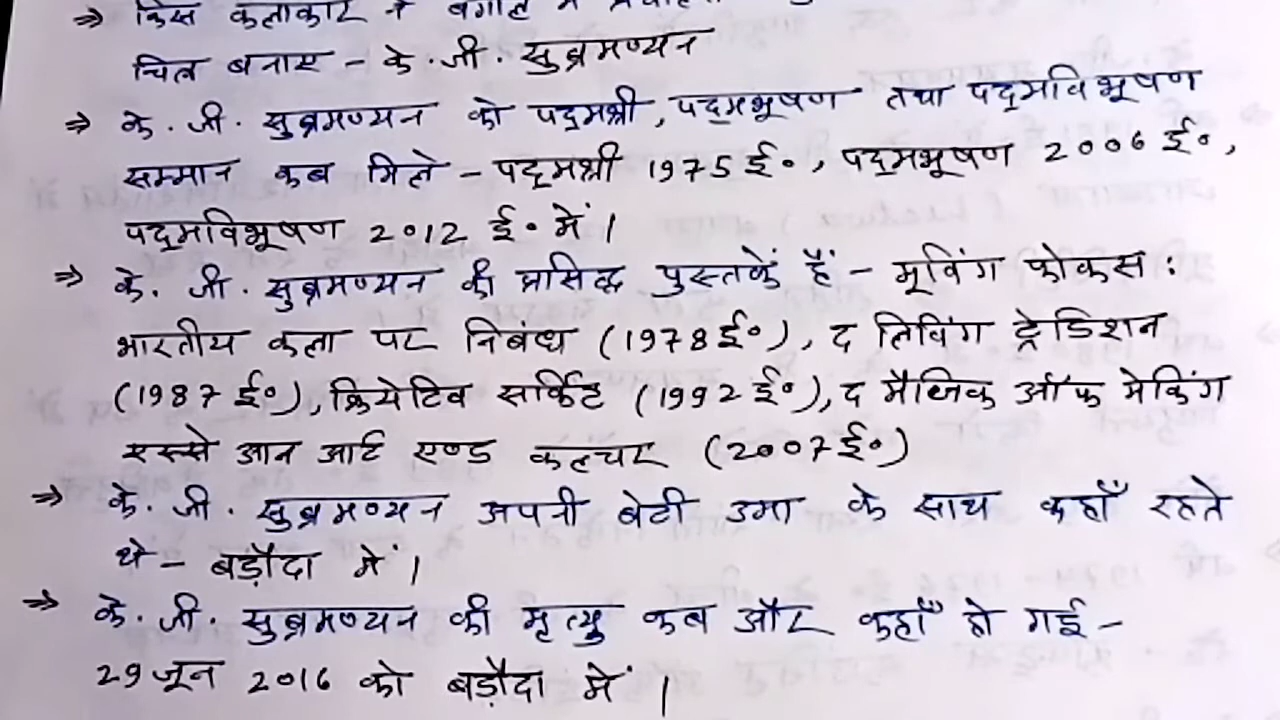 ⇒ किस कलाकार ने बंगाल में
चित्र बनाए - के. जी. सुब्रमण्यन
⇒ के. जी. सुब्रमण्यन को पद्मश्री, पद्मभूषण तथा पद्मविभूषण
सम्मान कब मिले - पद्मश्री 1975 ई०, पद्मभूषण 2006 ई०,
पद्मविभूषण 2012 ई० में।
⇒ के. जी. सुब्रमण्यन की प्रसिद्ध पुस्तकें हैं - मूविंग फोकस :
भारतीय कला पर निबंध (1978 ई०), द लिविंग ट्रेडिशन
(1987 ई०), क्रियेटिव सर्किट (1992 ई०), द मैजिक ऑफ मेकिंग
एस्से आन आर्ट एण्ड कल्चर (2007 ई०)
⇒ के. जी. सुब्रमण्यन अपनी बेटी उमा के साथ कहाँ रहते
थे - बड़ौदा में।
⇒ के. जी. सुब्रमण्यन की मृत्यु कब और कहाँ हो गई -
29 जून 2016 को बड़ौदा में।